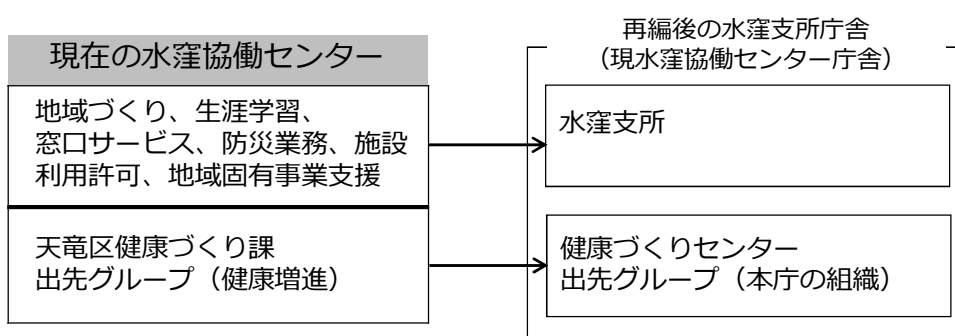 現在の水窪協働センター
地域づくり、生涯学習、
窓口サービス、防災業務、施設
利用許可、地域固有事業支援
天竜区健康づくり課
出先グループ（健康増進）
再編後の水窪支所庁舎
（現水窪協働センター庁舎）
水窪支所
健康づくりセンター
出先グループ（本庁の組織）